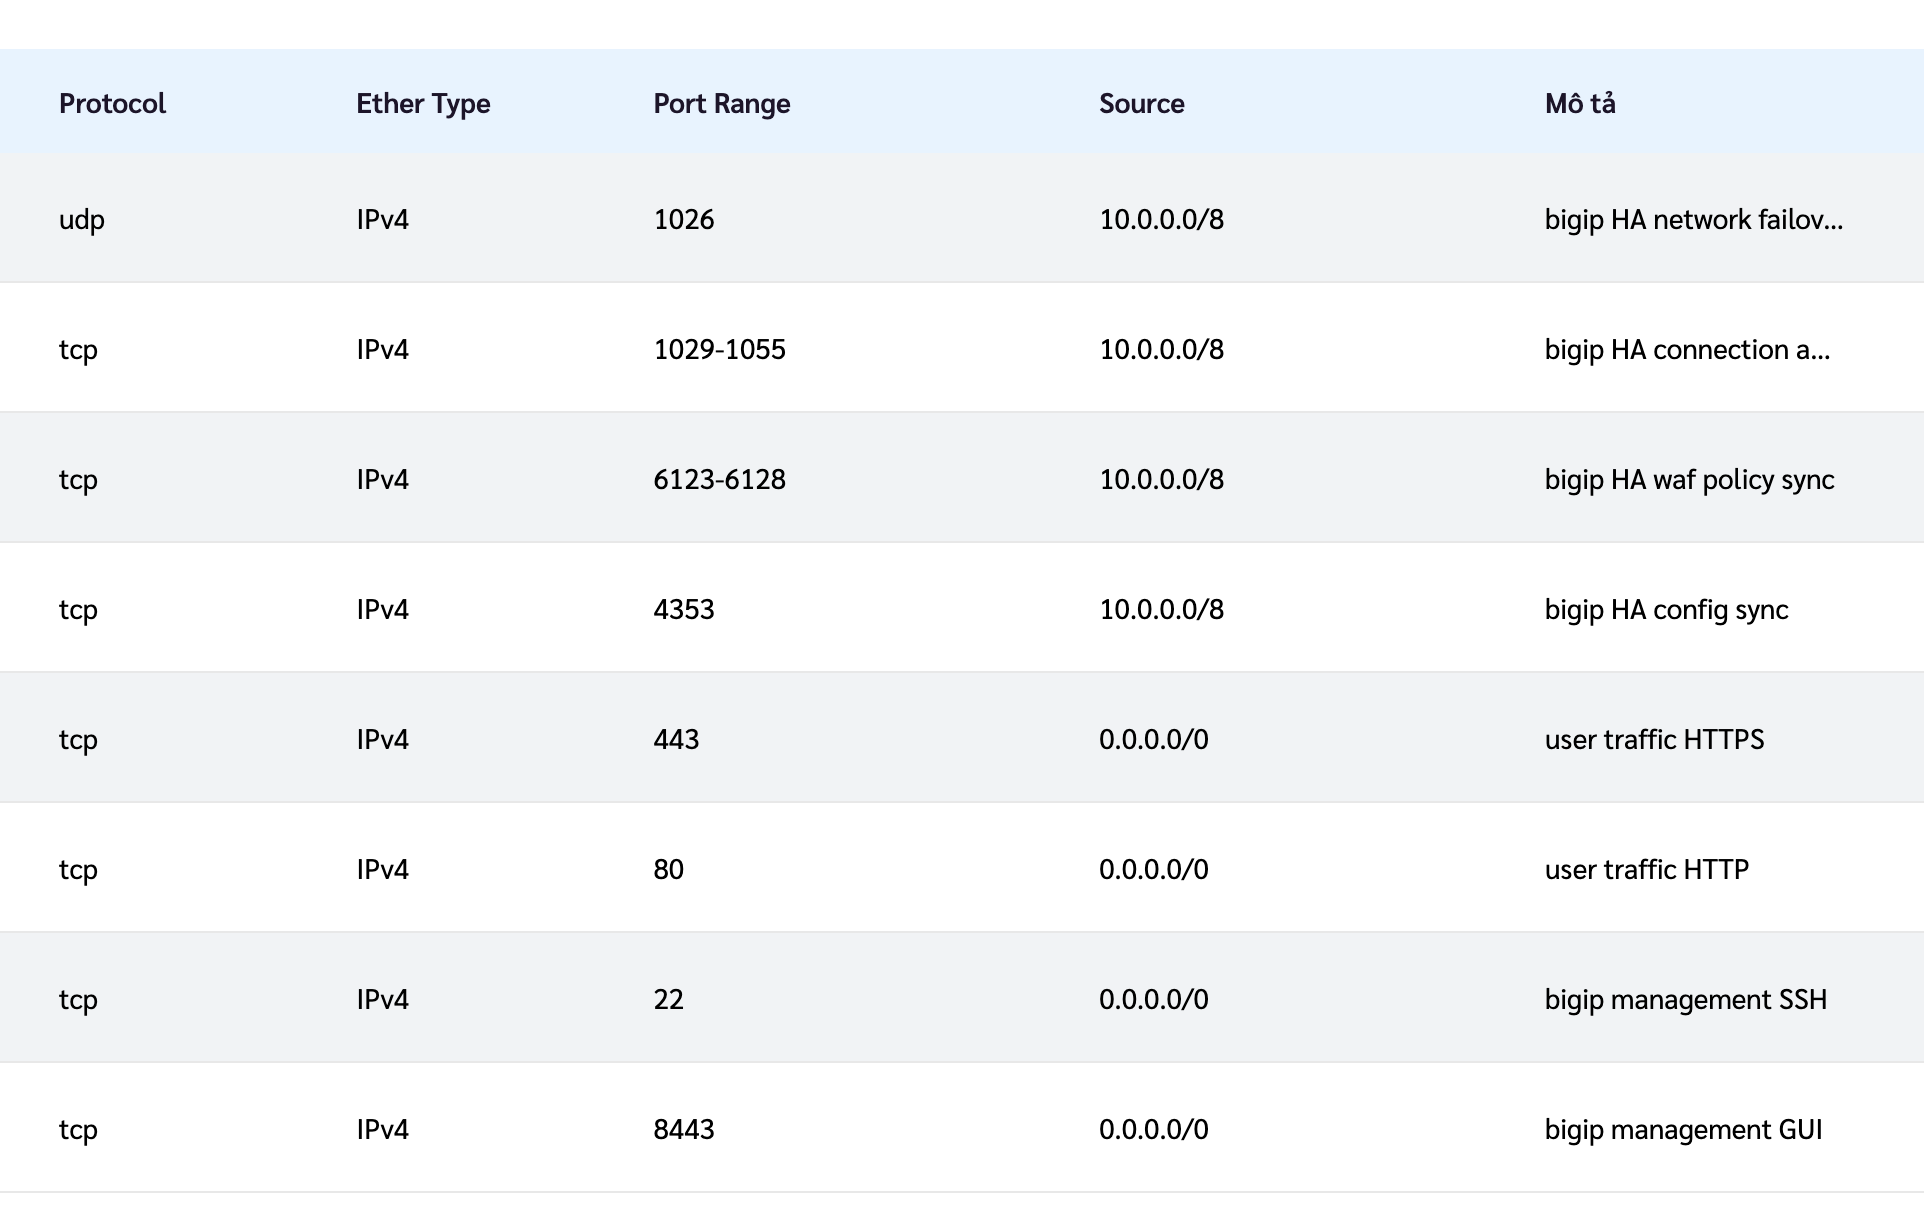 Protocol Ether Type Port Range Source Mô tả
udp IPv4 1026 10.0.0.0/8 bigip HA network failov...
tcp IPv4 1029-1055 10.0.0.0/8 bigip HA connection a...
tcp IPv4 6123-6128 10.0.0.0/8 bigip HA waf policy sync
tcp IPv4 4353 10.0.0.0/8 bigip HA config sync
tcp IPv4 443 0.0.0.0/0 user traffic HTTPS
tcp IPv4 80 0.0.0.0/0 user traffic HTTP
tcp IPv4 22 0.0.0.0/0 bigip management SSH
tcp IPv4 8443 0.0.0.0/0 bigip management GUI